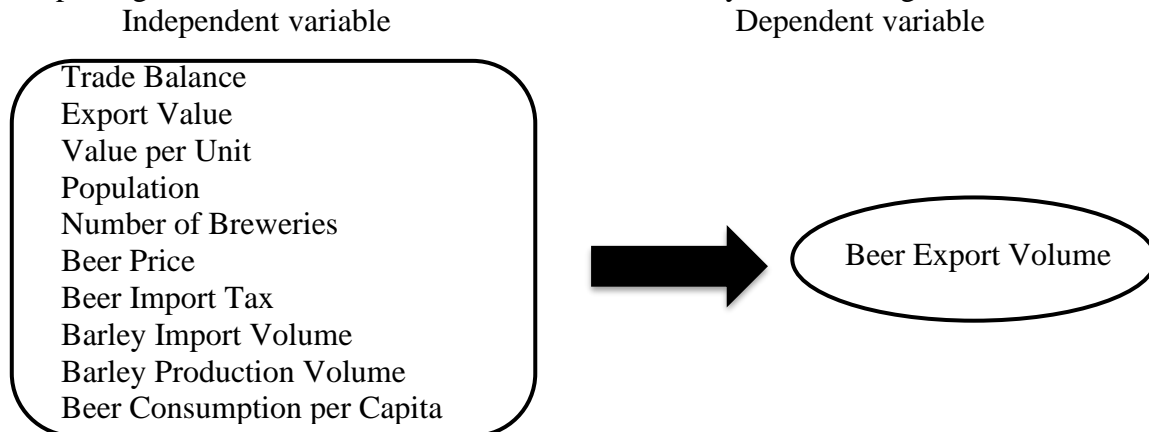 Independent variable
Dependent variable
Trade Balance
Export Value
Value per Unit
Population
Number of Breweries
Beer Price
Beer Import Tax
Barley Import Volume
Barley Production Volume
Beer Consumption per Capita
Beer Export Volume